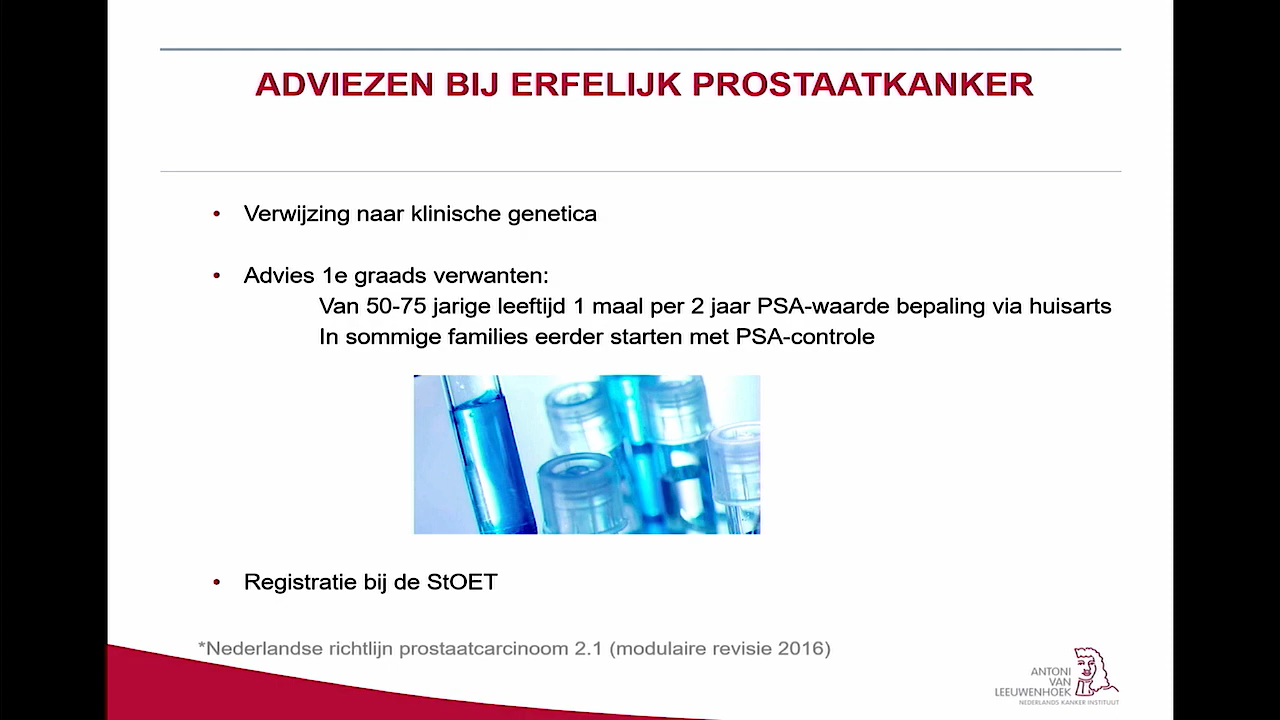 ADVIEZEN BIJ ERFELIJK PROSTAATKANKER
• Verwijzing naar klinische genetica
• Advies 1e graads verwanten:
Van 50-75 jarige leeftijd 1 maal per 2 jaar PSA-waarde bepaling via huisarts
In sommige families eerder starten met PSA-controle
• Registratie bij de StOET
*Nederlandse richtlijn prostaatcarcinoom 2.1 (modulaire revisie 2016)
ANTONI
VAN
LEEUWENHOEK
NEDERLANDS KANKER INSTITUUT